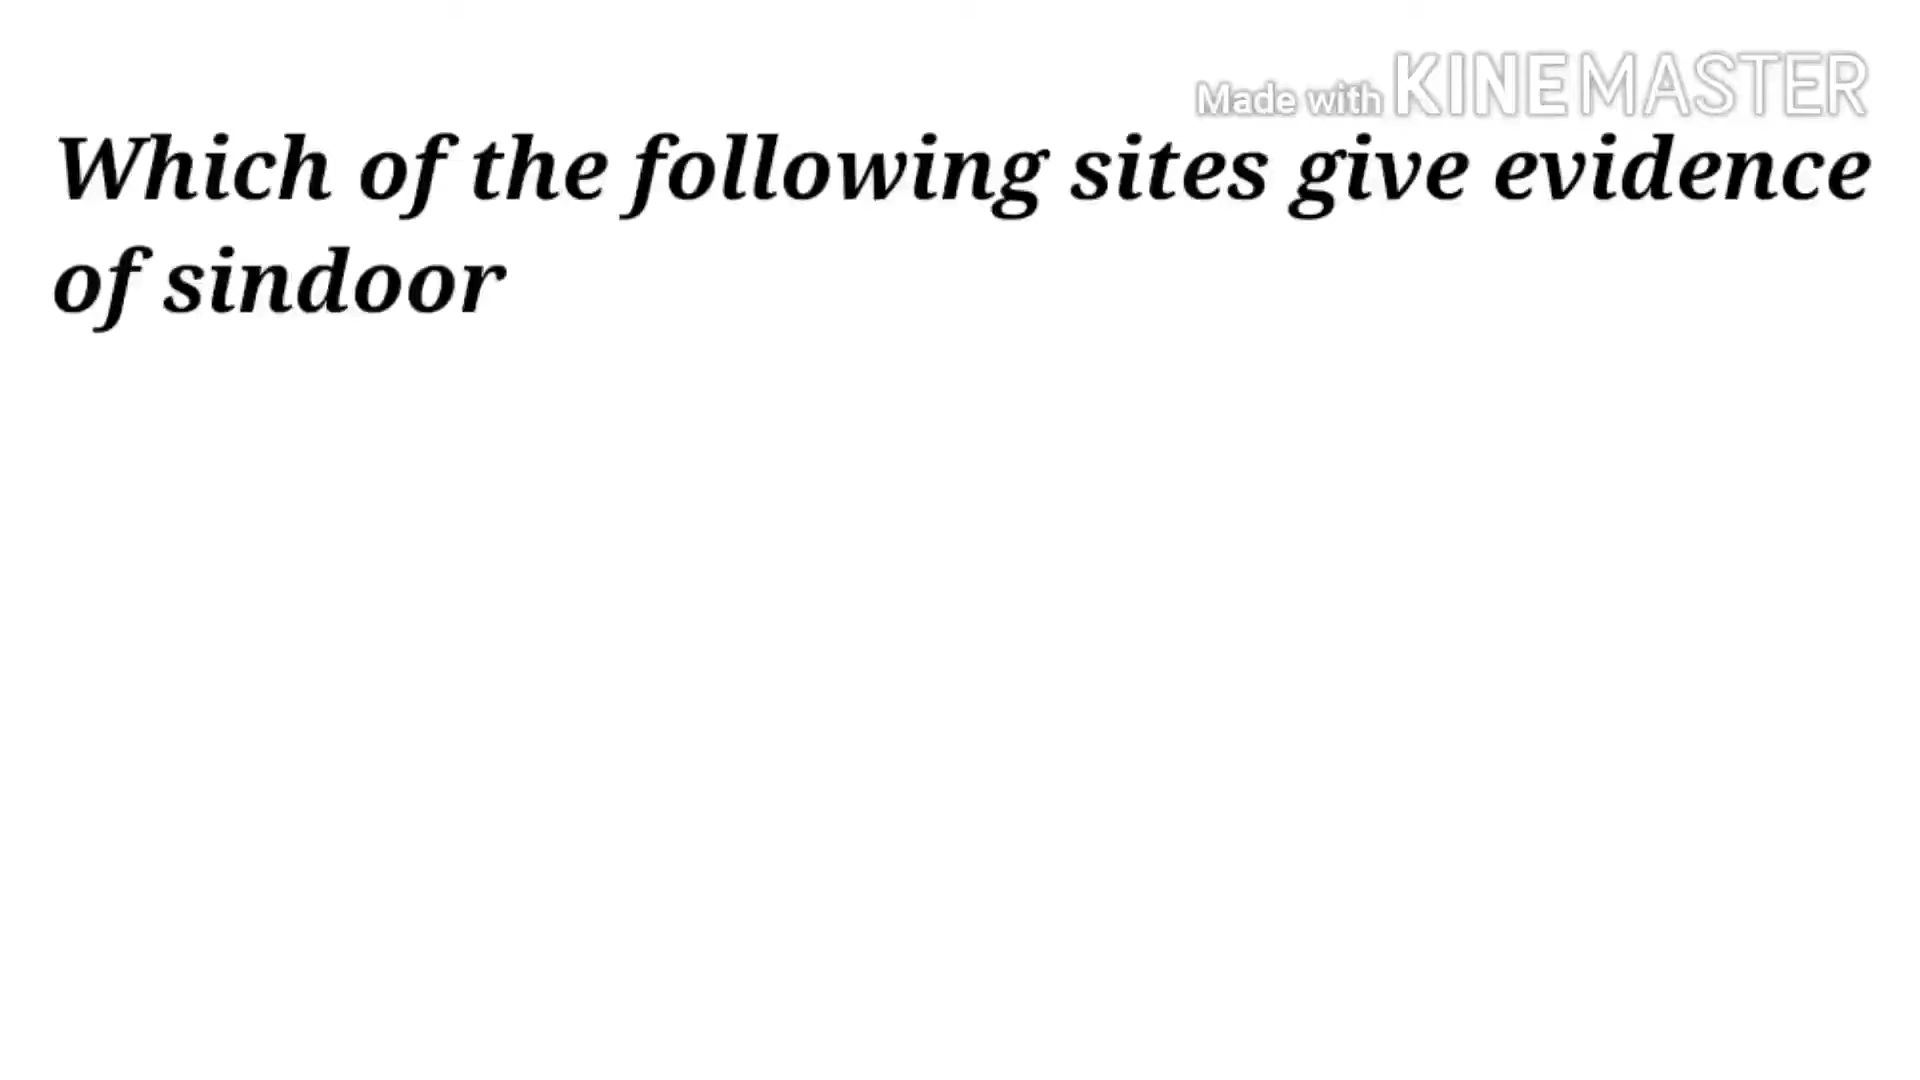 Made with KINEMASTER
Which of the following sites give evidence
of sindoor